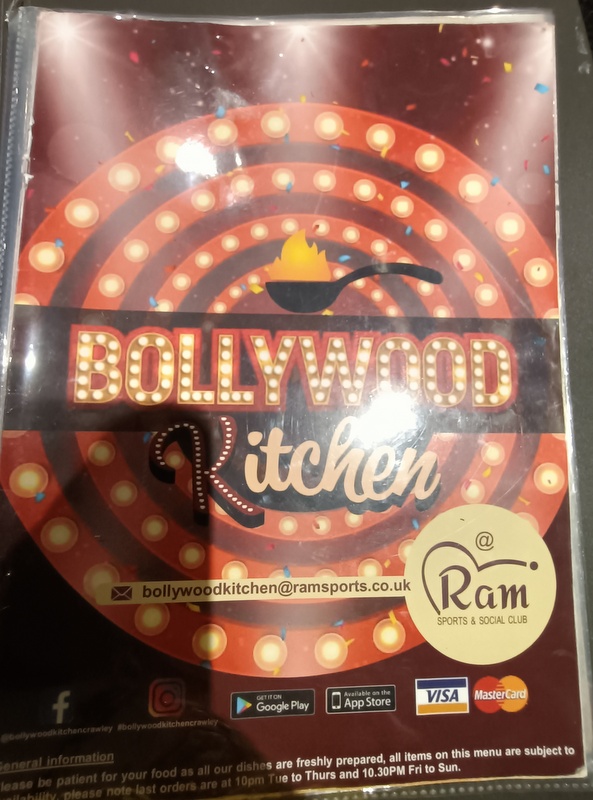 BOLLYWOOD
Kitchen
@
Ram
SPORTS & SOCIAL CLUB
bollywoodkitchen@ramsports.co.uk
GET IT ON
Google Play
Available on the
App Store
VISA
MasterCard
@bollywoodkitchencrawley #bollywoodkitchencrawley
General information
Please be patient for your food as all our dishes are freshly prepared, all items on this menu are subject to
availability, please note last orders are at 10pm Tue to Thurs and 10.30PM Fri to Sun.